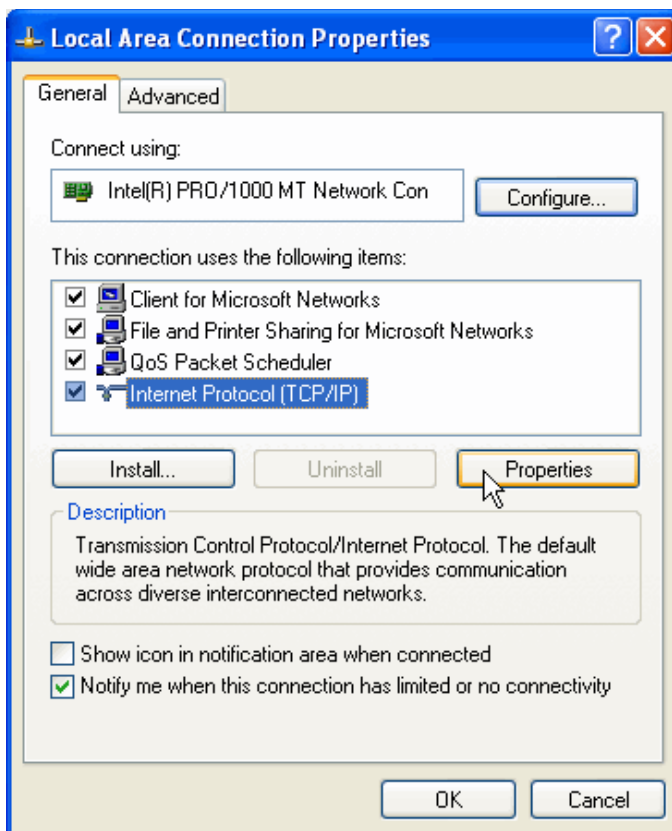 Local Area Connection Properties
General Advanced
Connect using:
Intel(R) PRO/1000 MT Network Con
Configure...
This connection uses the following items:
Client for Microsoft Networks
File and Printer Sharing for Microsoft Networks
QoS Packet Scheduler
Internet Protocol (TCP/IP)
Install... Uninstall Properties
Description
Transmission Control Protocol/Internet Protocol. The default
wide area network protocol that provides communication
across diverse interconnected networks.
Show icon in notification area when connected
Notify me when this connection has limited or no connectivity
OK Cancel